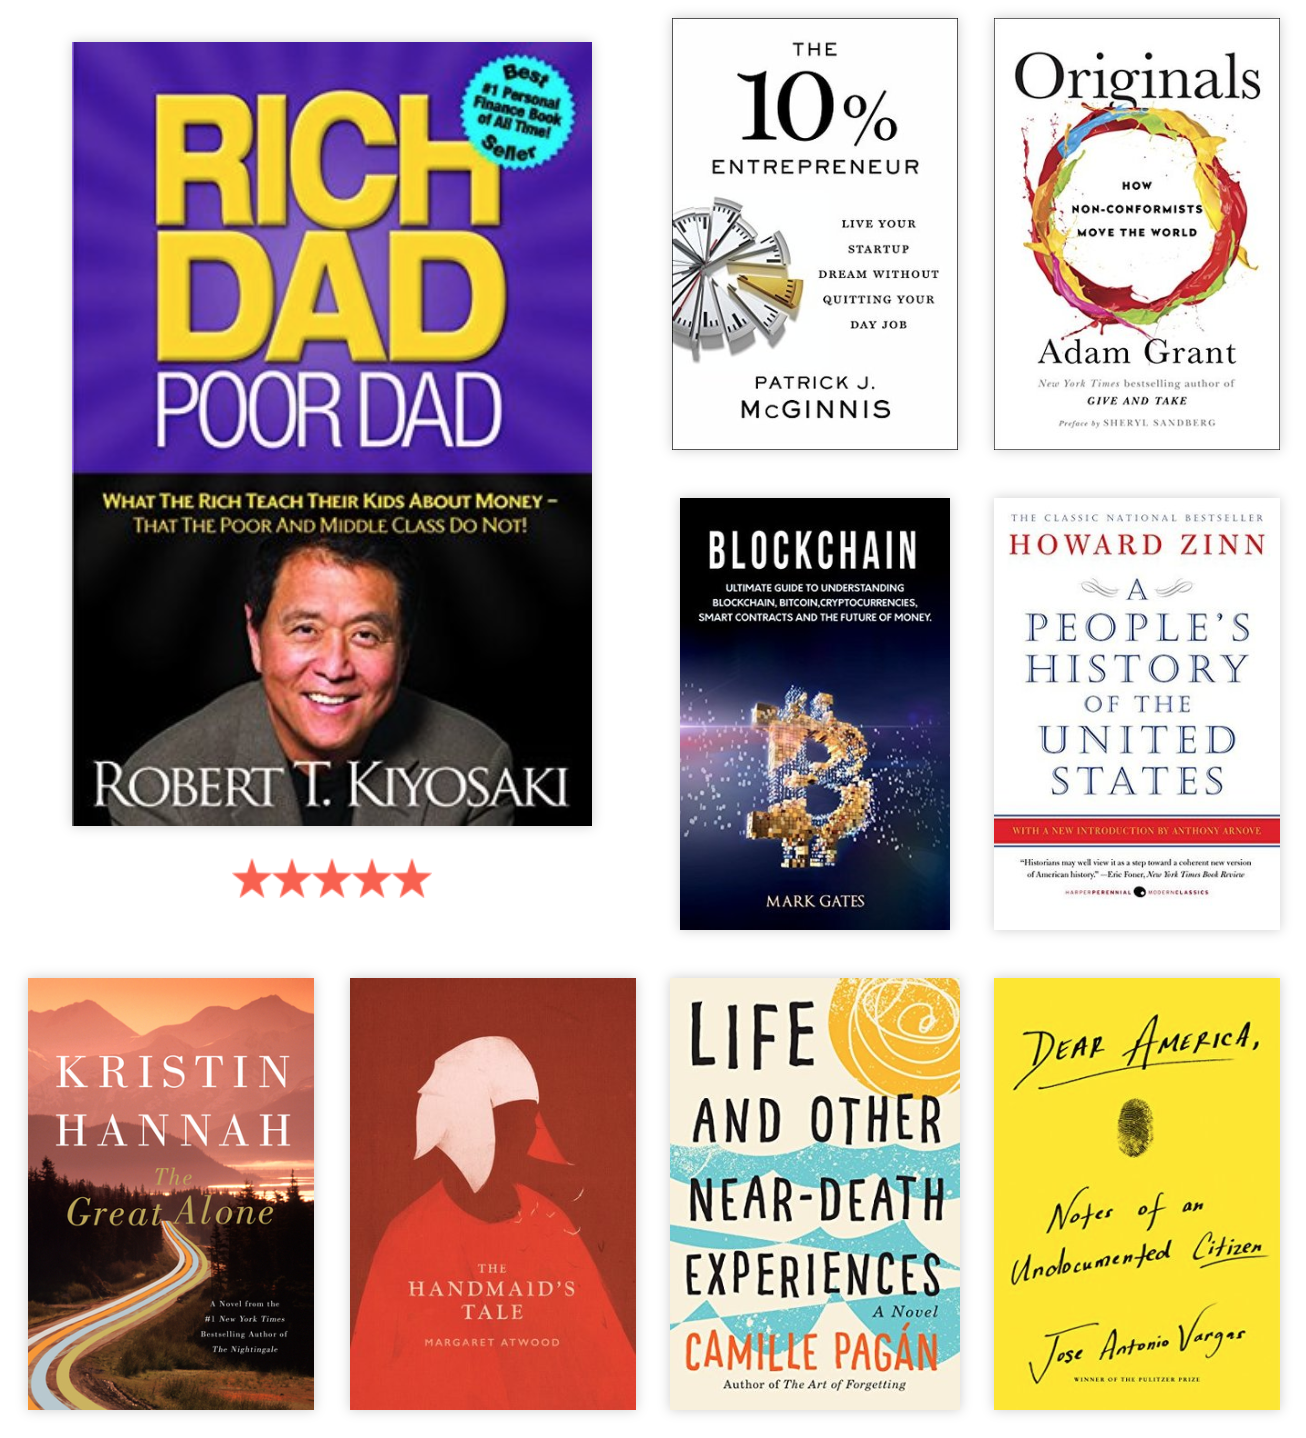 Best
#1 Personal
Finance Book
of All Time!
Seller
RICH
DAD
POOR DAD
WHAT THE RICH TEACH THEIR KIDS ABOUT MONEY –
THAT THE POOR AND MIDDLE CLASS DO NOT!
ROBERT T. KIYOSAKI
THE
10%
ENTREPRENEUR
LIVE YOUR
STARTUP
DREAM WITHOUT
QUITTING YOUR
DAY JOB
PATRICK J.
McGINNIS
Originals
HOW
NON-CONFORMISTS
MOVE THE WORLD
Adam Grant
New York Times bestselling author of
GIVE AND TAKE
Preface by SHERYL SANDBERG
BLOCKCHAIN
ULTIMATE GUIDE TO UNDERSTANDING
BLOCKCHAIN, BITCOIN,CRYPTOCURRENCIES,
SMART CONTRACTS AND THE FUTURE OF MONEY.
MARK GATES
THE CLASSIC NATIONAL BESTSELLER
HOWARD ZINN
A
PEOPLE'S
HISTORY
OF THE
UNITED
STATES
WITH A NEW INTRODUCTION BY ANTHONY ARNOVE
“Historians may well view it as a step toward a coherent new version
of American history.” —Eric Foner, New York Times Book Review
HARPERPERENNIAL MODERNCLASSICS
KRISTIN
HANNAH
The
Great Alone
A Novel from the
#1 New York Times
Bestselling Author of
The Nightingale
THE
HANDMAID'S
TALE
MARGARET ATWOOD
LIFE
AND OTHER
NEAR-DEATH
EXPERIENCES
A Novel
CAMILLE PAGÁN
Author of The Art of Forgetting
DEAR AMERICA,
Notes of an
Undocumented Citizen
Jose Antonio Vargas
WINNER OF THE PULITZER PRIZE